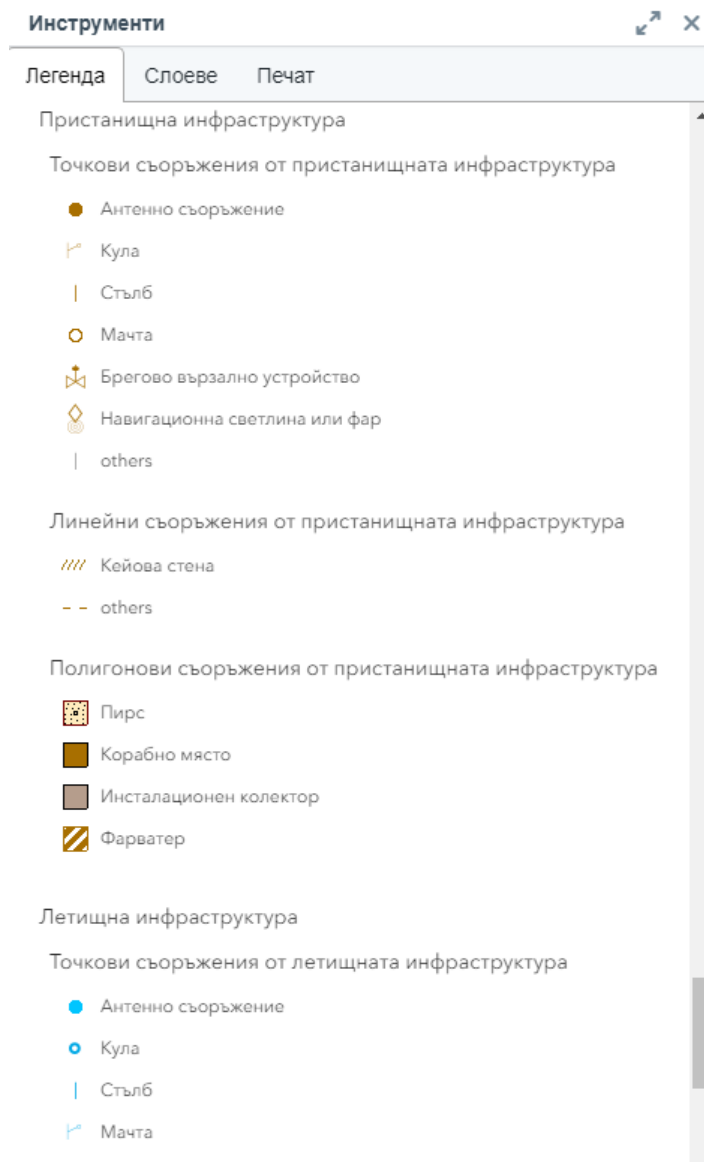 Инструменти
Легенда Слоеве Печат
Пристанищна инфраструктура
Точкови съоръжения от пристанищната инфраструктура
Антенно съоръжение
Кула
Стълб
Мачта
Брегово вързално устройство
Навигационна светлина или фар
others
Линейни съоръжения от пристанищната инфраструктура
Кейова стена
others
Полигонови съоръжения от пристанищната инфраструктура
Пирс
Корабно място
Инсталационен колектор
Фарватер
Летищна инфраструктура
Точкови съоръжения от летищната инфраструктура
Антенно съоръжение
Кула
Стълб
Мачта